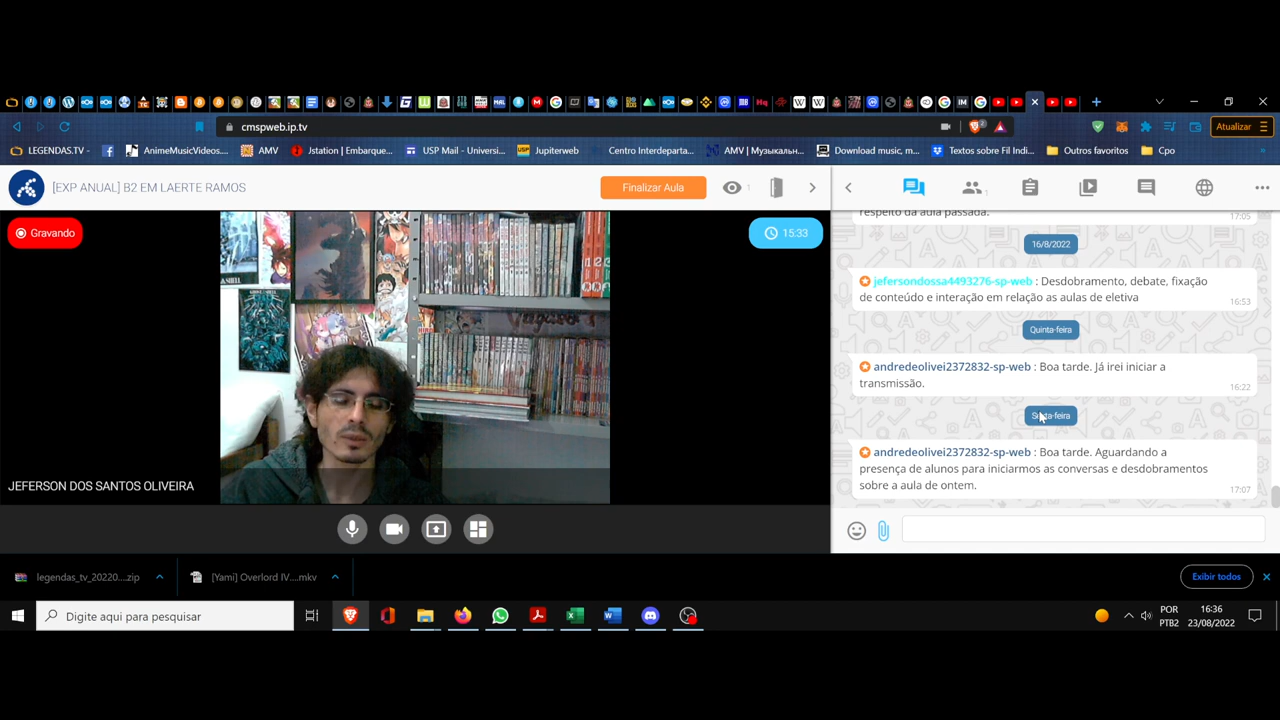 cmspweb.ip.tv
Atualizar
LEGENDAS.TV
AnimeMusicVideos...
AMV
Jstation | Embarque...
USP Mail - Universi...
Jupiterweb
Centro Interdeparta...
AMV | Музыкальн...
Download music, m...
Textos sobre Fil Indi...
Outros favoritos
Cpo
[EXP ANUAL] B2 EM LAERTE RAMOS
Finalizar Aula
1
1
Gravando
15:33
JEFERSON DOS SANTOS OLIVEIRA
respeito da aula passada.
17:05
16/8/2022
jefersondossa4493276-sp-web : Desdobramento, debate, fixação
de conteúdo e interação em relação as aulas de eletiva
16:53
Quinta-feira
andredeolivei2372832-sp-web : Boa tarde. Já irei iniciar a
transmissão.
16:22
Sexta-feira
andredeolivei2372832-sp-web : Boa tarde. Aguardando a
presença de alunos para iniciarmos as conversas e desdobramentos
sobre a aula de ontem.
17:07
legendas_tv_20220....zip
[Yami] Overlord IV....mkv
Exibir todos
Digite aqui para pesquisar
POR
PTB2
16:36
23/08/2022